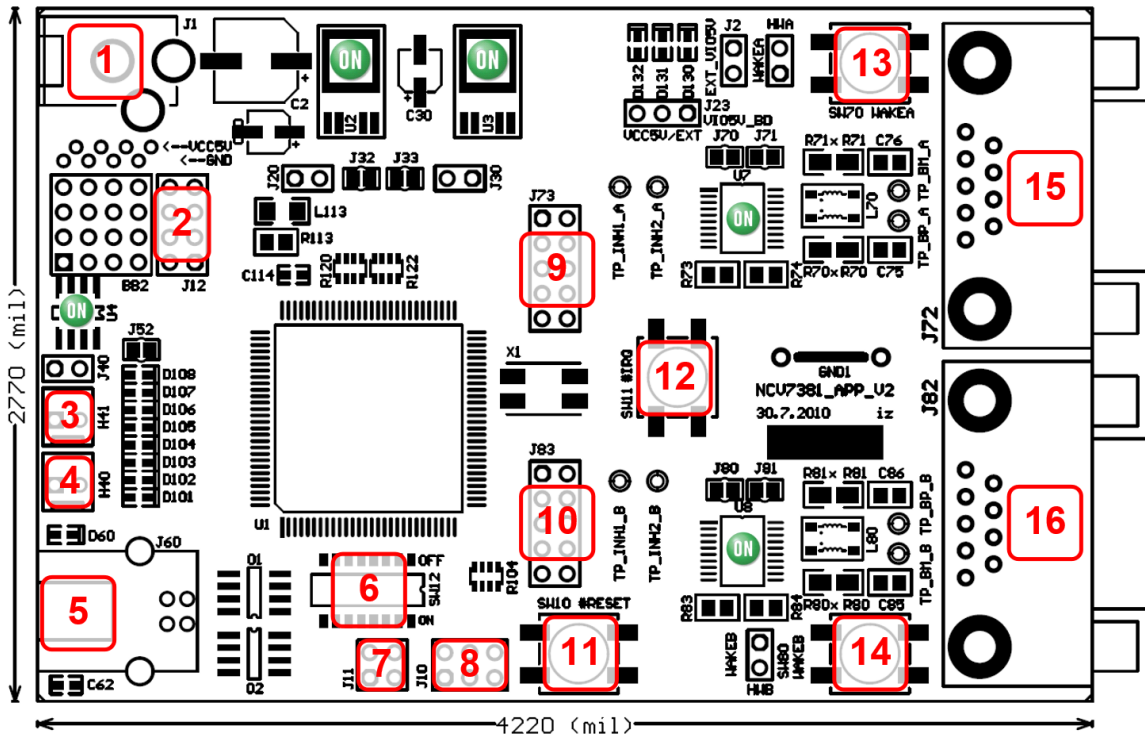 J1
1
C2
ON
U2
C30
ON
U3
D132
D131
D130
EXT_VIO5V
J2
WAKEA
HWA
13
SW70 WAKEA
J23
VIO5V_BD
VCC5V/EXT
J70
J71
<--VCC5V
<--GND
J20
J32
J33
J30
U7
ON
R71x R71
C76
TP_BM_A
L70
TP_BP_A
15
2
L113
R113
J73
9
TP_INH1_A
TP_INH2_A
R73
R74
R70x R70
C75
BB2
J12
C114
R120
R122
ON
U4
J72
J52
J40
3
H41
4
H40
D108
D107
D106
D105
D104
D103
D102
D101
X1
SW11 #IRQ
12
GND1
NCV7381_APP_V2
30.7.2010
iz
J82
U1
J83
10
TP_INH1_B
TP_INH2_B
J80
J81
U8
ON
R81x R81
C86
TP_BP_B
L80
TP_BM_B
16
R83
R84
R80x R80
C85
D60
J60
5
C62
O1
O2
6
OFF
SW12
ON
R104
J11
7
J10
8
SW10 #RESET
11
WAKEB
HWB
SW80
WAKEB
14
2770 (mil)
4220 (mil)